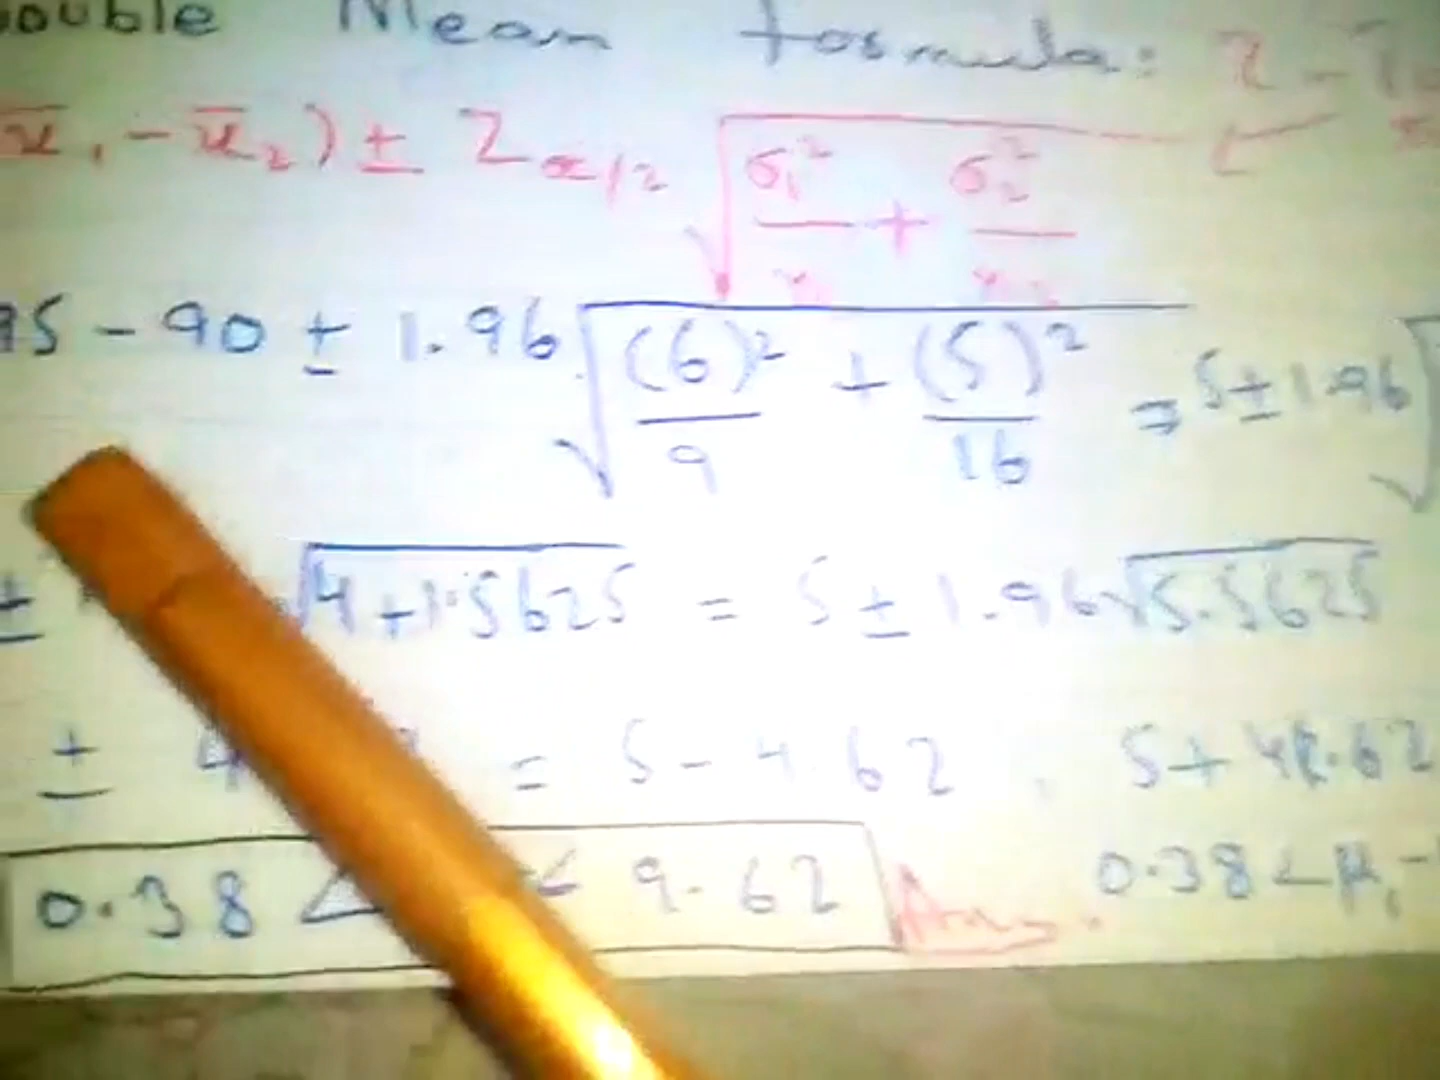 ouble Mean formula: Z -
x̄₁ - x̄₂) ± Z α/2 √ σ₁² + σ₂²
95 - 90 ± 1.96 √ (6)²/9 + (5)²/16 = 5 ± 1.96 √
± √4+1.5625 = 5 ± 1.96 √5.5625
± 4 = 5 - 4.62 , 5 + 4.62
0.38 < < 9.62 Ans. 0.38 < μ₁ -